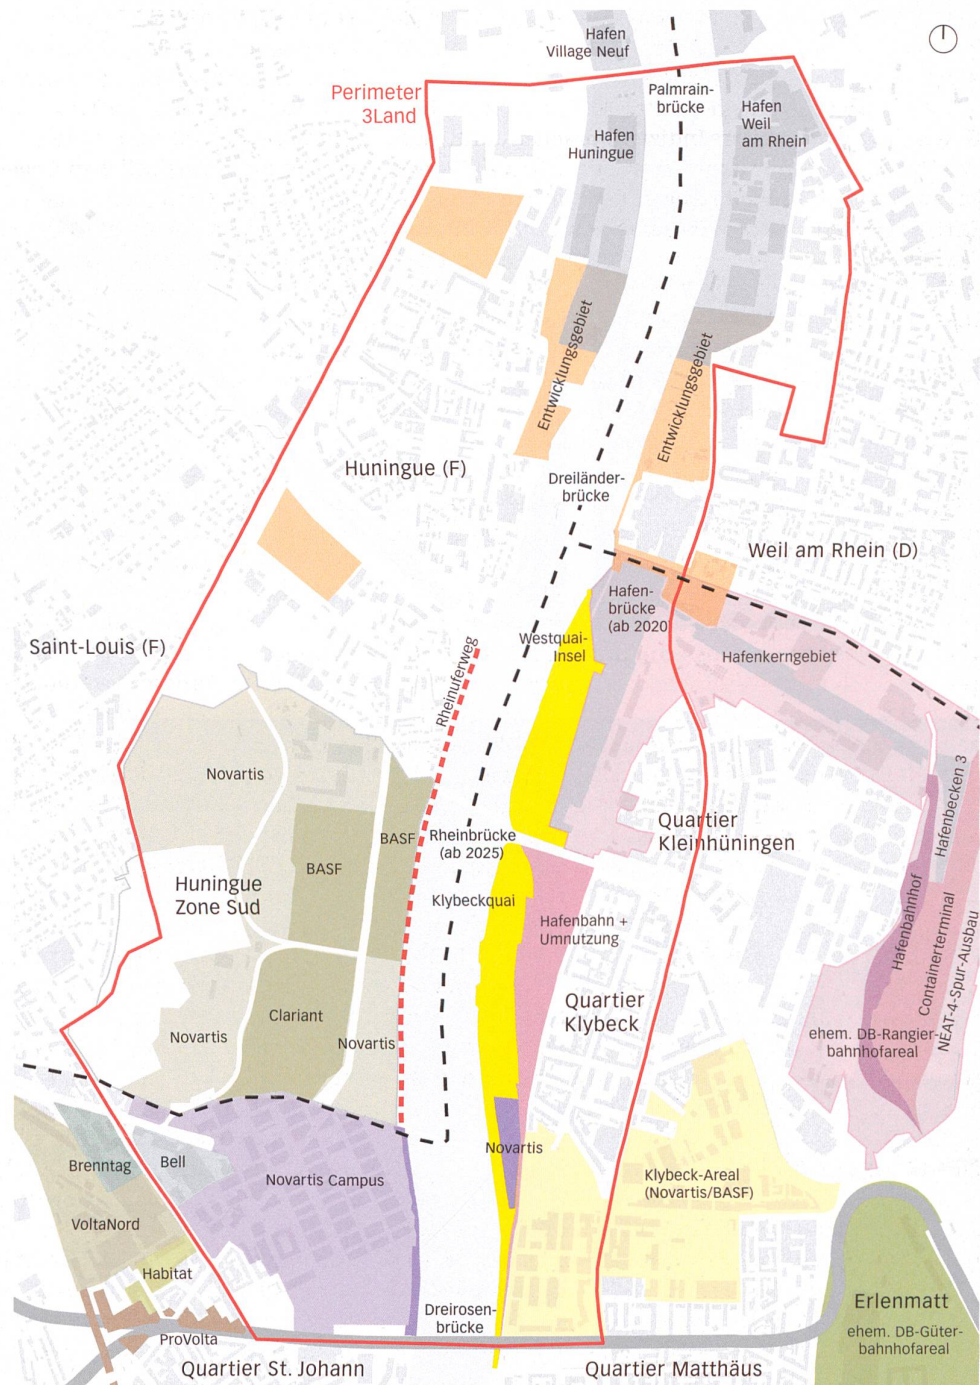 Hafen
Village Neuf
Perimeter
3Land
Palmrain-
brücke
Hafen
Weil
am Rhein
Hafen
Huningue
Entwicklungsgebiet
Entwicklungsgebiet
Huningue (F)
Dreiländer-
brücke
Weil am Rhein (D)
Hafen-
brücke
(ab 2020)
Saint-Louis (F)
Westquai-
Insel
Hafenkerngebiet
Rheinuferweg
Novartis
BASF
BASF
Rheinbrücke
(ab 2025)
Quartier
Kleinhüningen
Hafenbecken 3
Huningue
Zone Sud
Klybeckquai
Hafenbahn +
Umnutzung
Hafenbahnhof
Containerterminal
NEAT-4-Spur-Ausbau
Quartier
Klybeck
Clariant
Novartis
Novartis
ehem. DB-Rangier-
bahnhofareal
Brenntag
Bell
Novartis Campus
Novartis
Klybeck-Areal
(Novartis/BASF)
VoltaNord
Habitat
ProVolta
Dreirosen-
brücke
Erlenmatt
ehem. DB-Güter-
bahnhofareal
Quartier St. Johann
Quartier Matthäus